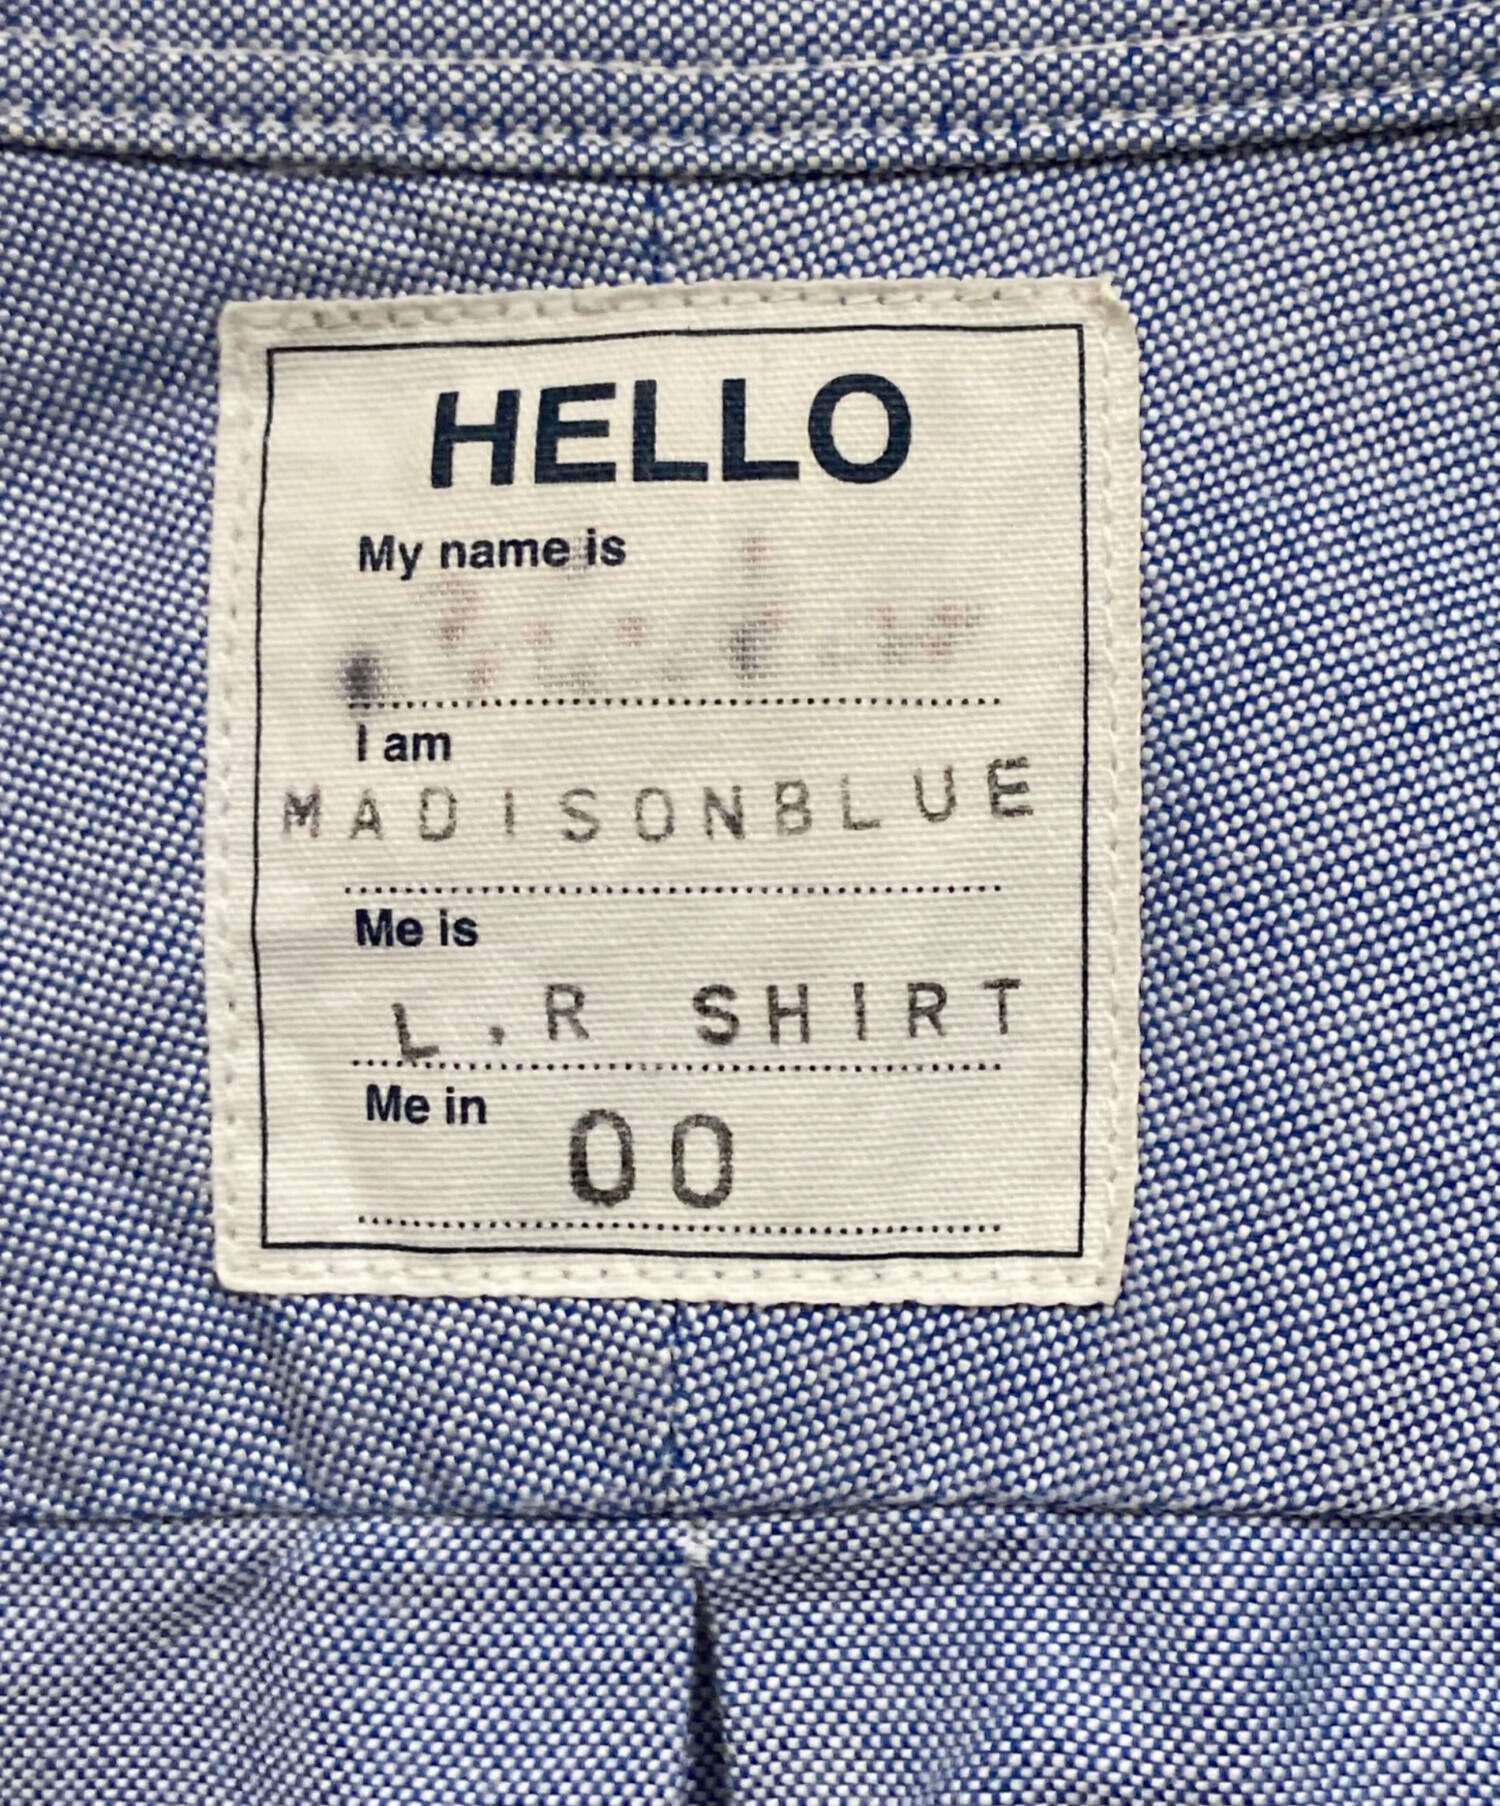 HELLO
My name is
I am
MADISONBLUE
Me is
L.R SHIRT
Me in
00